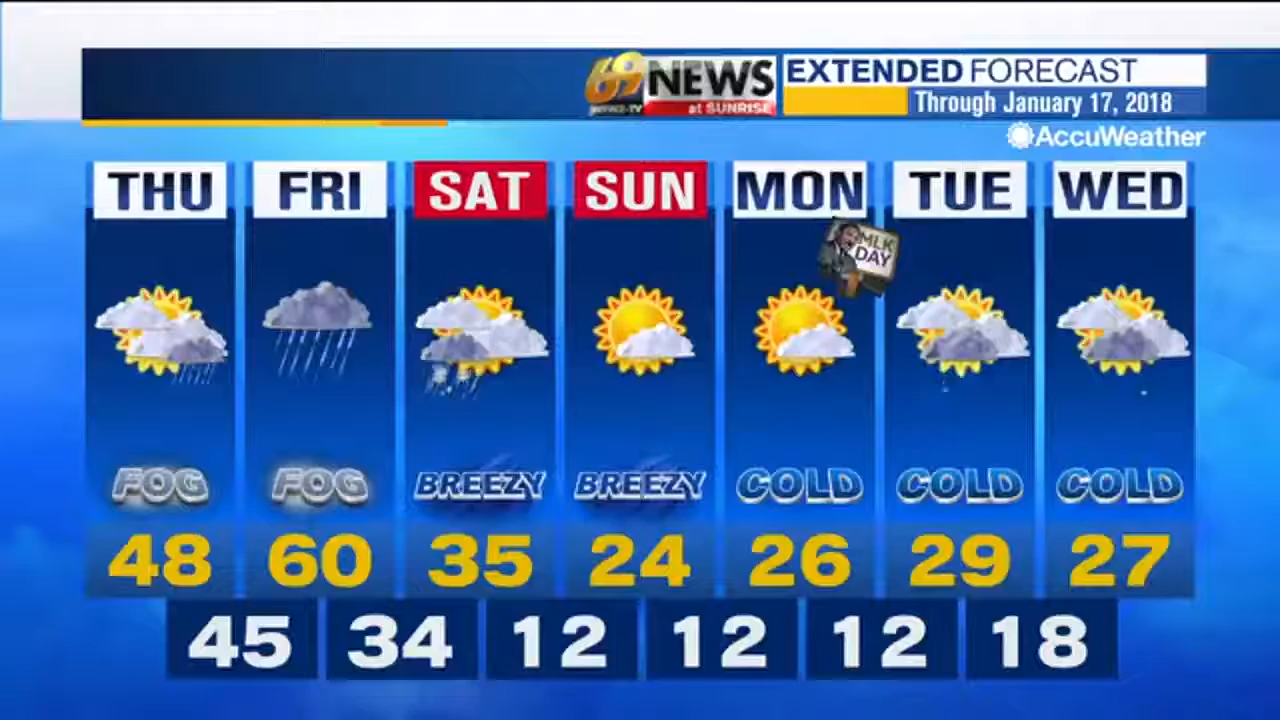 69 NEWS
at SUNRISE
EXTENDED FORECAST
Through January 17, 2018
AccuWeather
THU FRI SAT SUN MON TUE WED
MLK
DAY
FOG FOG BREEZY BREEZY COLD COLD COLD
48 60 35 24 26 29 27
45 34 12 12 12 18